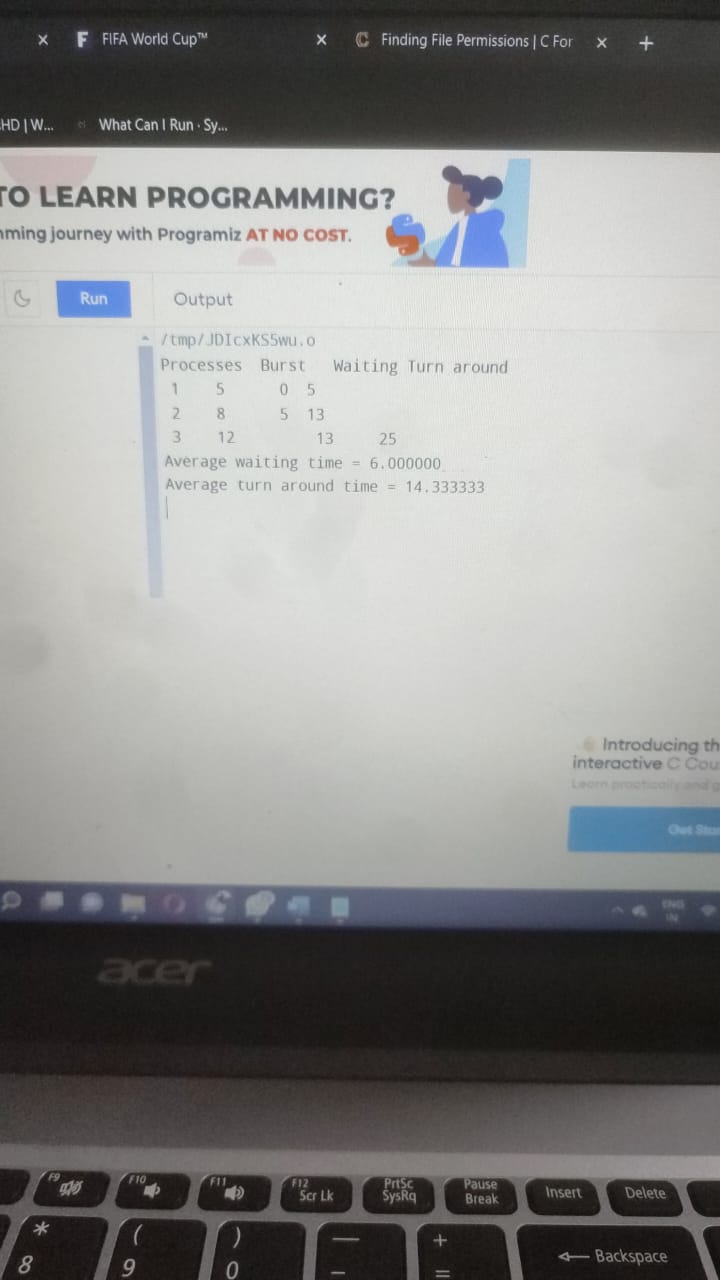 FIFA World Cup™
Finding File Permissions | C For
HD | W...
What Can I Run · Sy...
TO LEARN PROGRAMMING?
mming journey with Programiz AT NO COST.
Run
Output
/tmp/JDIcxKS5wu.o
Processes Burst Waiting Turn around
1 5 0 5
2 8 5 13
3 12 13 25
Average waiting time = 6.000000
Average turn around time = 14.333333
Introducing th
interactive C Cou
Learn practically and g
Get Star
ENG
IN
acer
F9
F10
F11
F12
Scr Lk
PrtSc
SysRq
Pause
Break
Insert
Delete
*
8
(
9
)
0
—
-
+
=
← Backspace